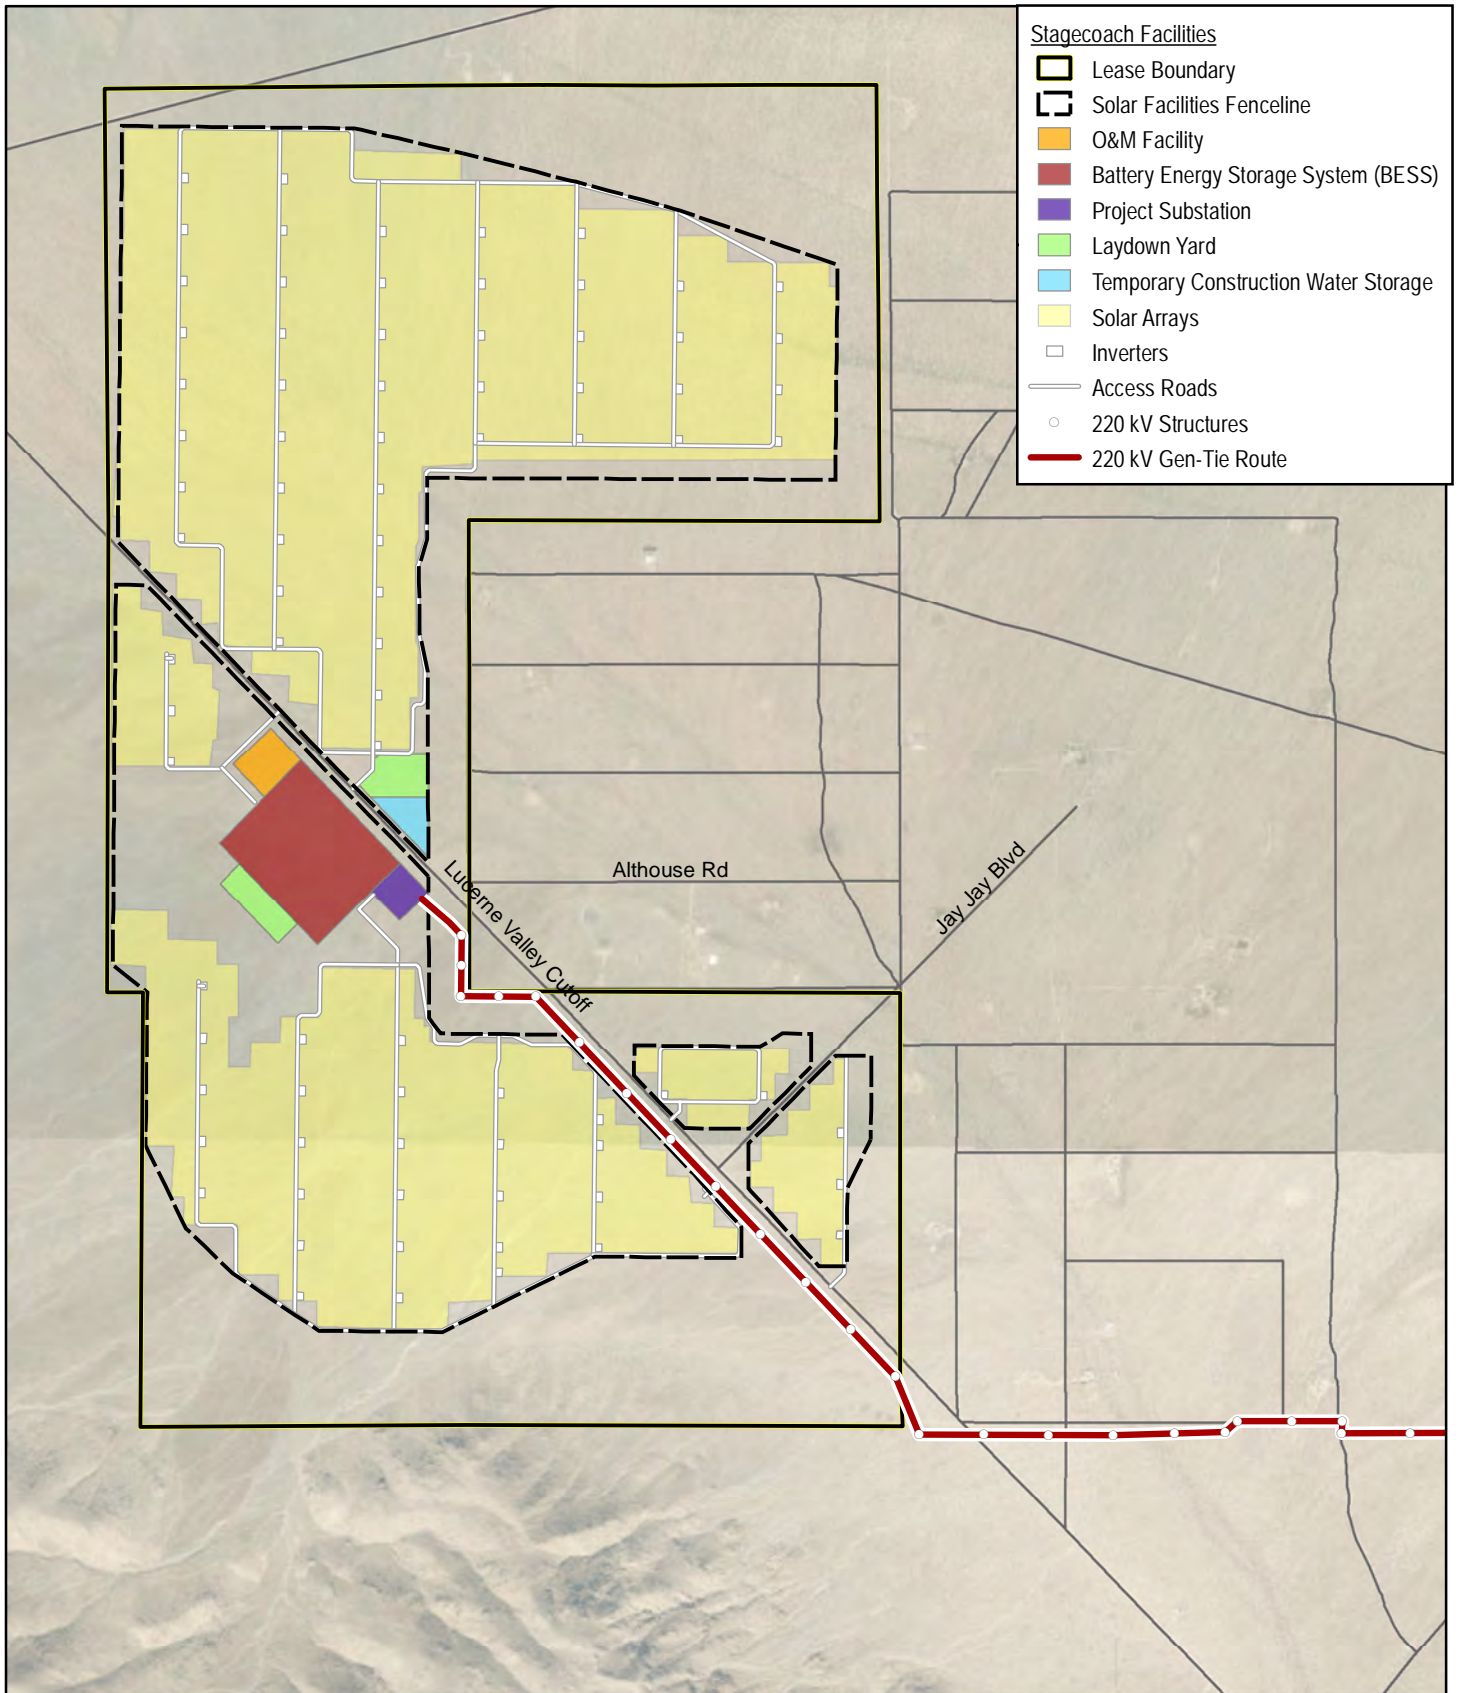 Stagecoach Facilities
Lease Boundary
Solar Facilities Fenceline
O&M Facility
Battery Energy Storage System (BESS)
Project Substation
Laydown Yard
Temporary Construction Water Storage
Solar Arrays
Inverters
Access Roads
220 kV Structures
220 kV Gen-Tie Route
Lucerne Valley Cutoff
Althouse Rd
Jay Jay Blvd